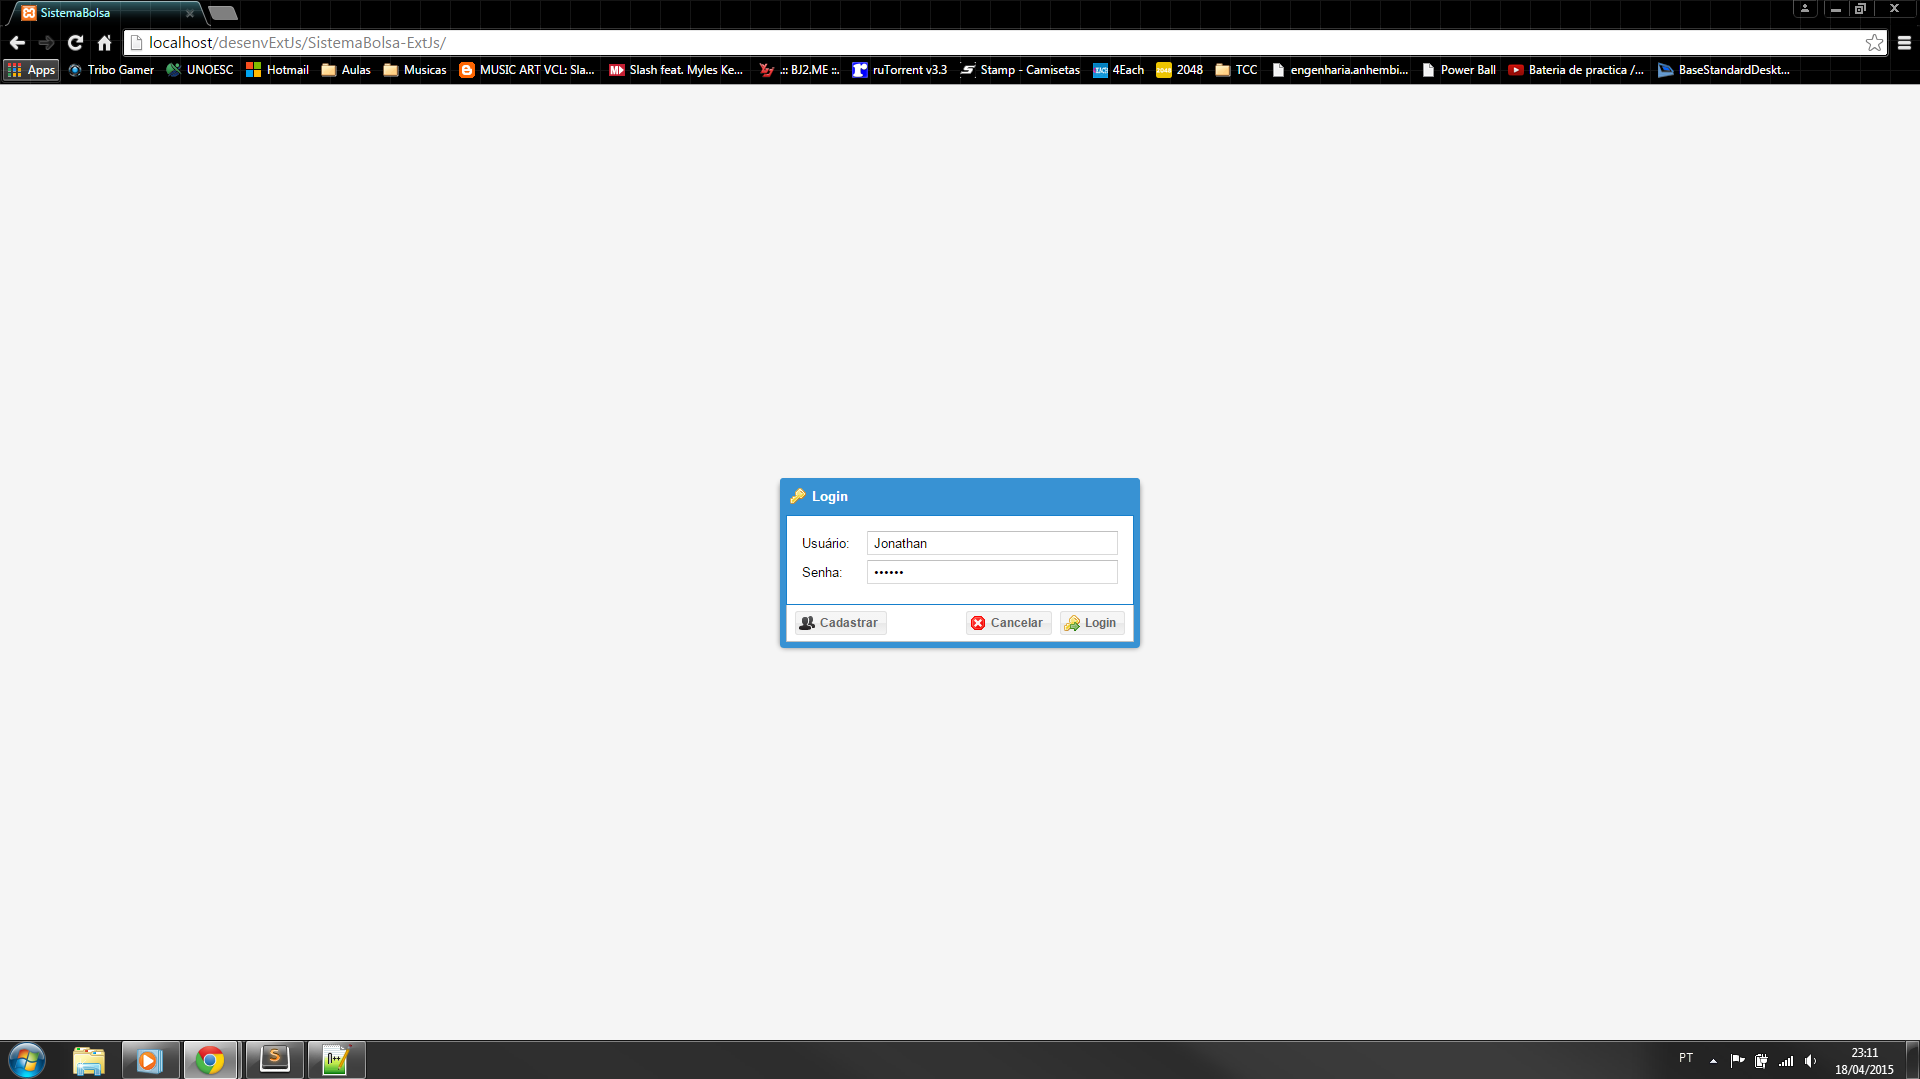 SistemaBolsa
localhost/desenvExtJs/SistemaBolsa-ExtJs/
Apps Tribo Gamer UNOESC Hotmail Aulas Musicas MUSIC ART VCL: Sla... Slash feat. Myles Ke... .:: BJ2.ME ::. ruTorrent v3.3 Stamp - Camisetas 4Each 2048 TCC engenharia.anhembi... Power Ball Bateria de practica /... BaseStandardDeskt...
Login
Usuário: Jonathan
Senha: ••••••
Cadastrar Cancelar Login
PT 23:11
18/04/2015